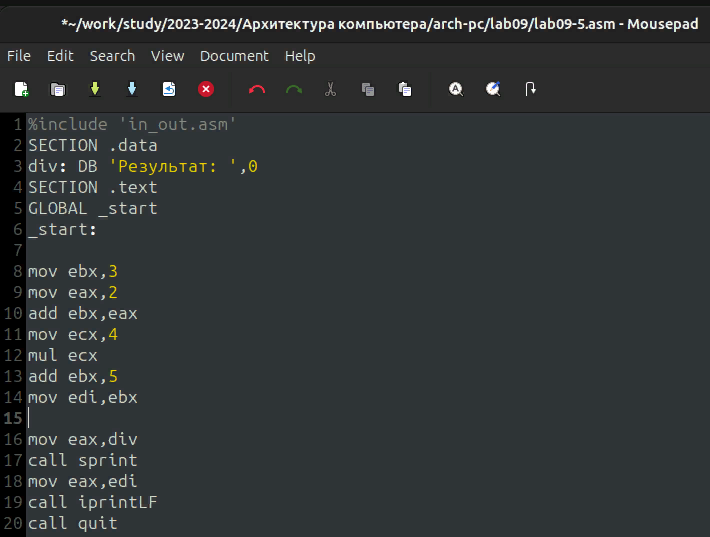 *~/work/study/2023-2024/Архитектура компьютера/arch-pc/lab09/lab09-5.asm - Mousepad
File Edit Search View Document Help
1 %include 'in_out.asm'
2 SECTION .data
3 div: DB 'Результат: ',0
4 SECTION .text
5 GLOBAL _start
6 _start:
7
8 mov ebx,3
9 mov eax,2
10 add ebx,eax
11 mov ecx,4
12 mul ecx
13 add ebx,5
14 mov edi,ebx
15
16 mov eax,div
17 call sprint
18 mov eax,edi
19 call iprintLF
20 call quit